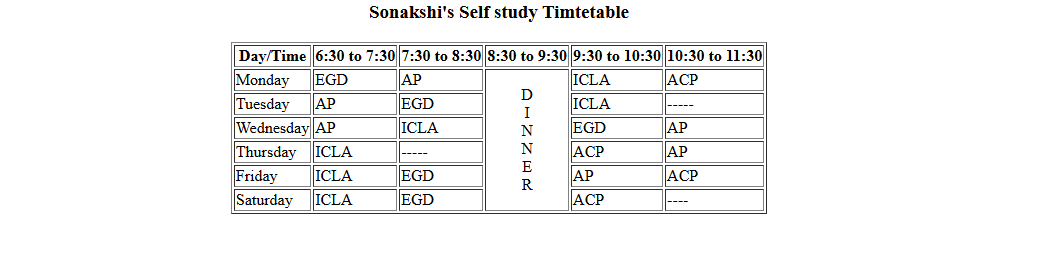 Sonakshi's Self study Timtetable
Day/Time 6:30 to 7:30 7:30 to 8:30 8:30 to 9:30 9:30 to 10:30 10:30 to 11:30
Monday EGD AP DINNER ICLA ACP
Tuesday AP EGD ICLA -----
Wednesday AP ICLA EGD AP
Thursday ICLA ----- ACP AP
Friday ICLA EGD AP ACP
Saturday ICLA EGD ACP ----